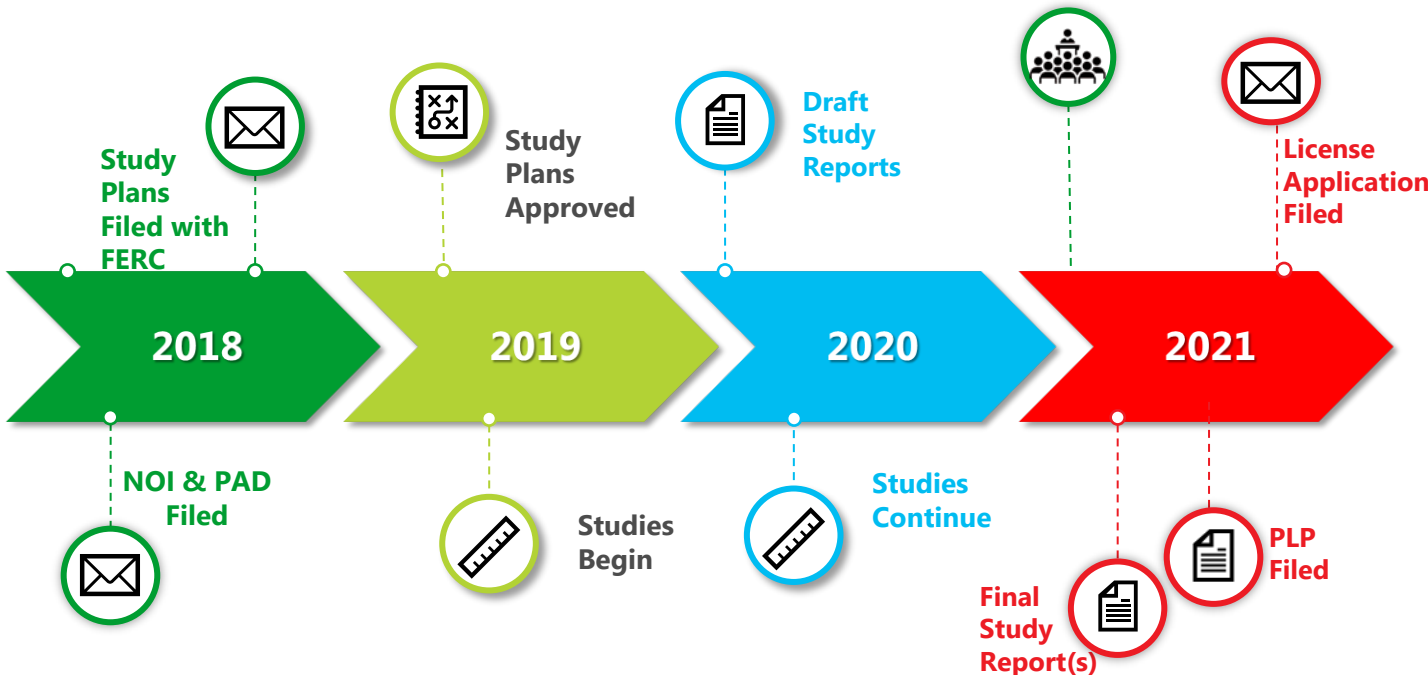 Study
Plans
Filed with
FERC
Study
Plans
Approved
Draft
Study
Reports
License
Application
Filed
2018
2019
2020
2021
NOI & PAD
Filed
Studies
Begin
Studies
Continue
Final
Study
Report(s)
PLP
Filed